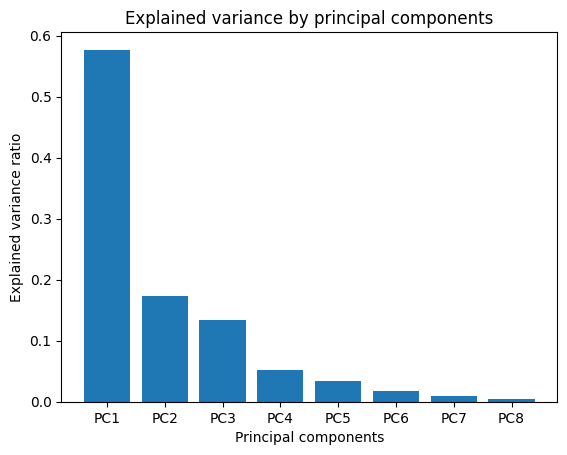 Explained variance by principal components
0.6
0.5
0.4
0.3
0.2
0.1
0.0
Explained variance ratio
PC1 PC2 PC3 PC4 PC5 PC6 PC7 PC8
Principal components